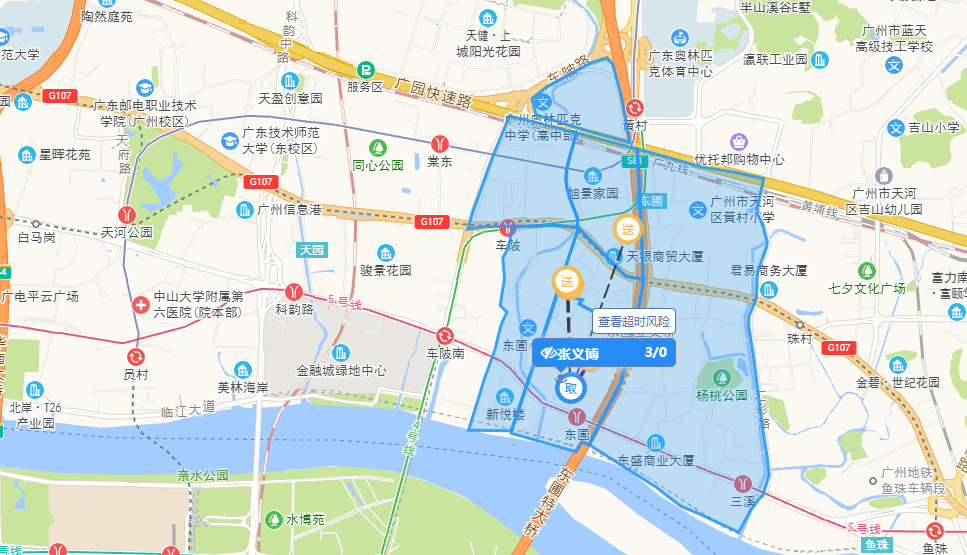 陶然庭苑
科韵中路
天健·上
城阳光花园
半山溪谷E墅
广州市蓝天
高级技工学校
范大学
广东奥林匹
克体育中心
瀛联工业园
车陂路
服务区
广园快速路
G107
广东邮电职业技术
学院(广州校区)
天盈创意园
广州奥林匹克
中学(高中部)
黄村
吉山小学
天府路
广东技术师范
大学(东校区)
同心公园
棠东
星晖花苑
S81
广九线
优托邦购物中心
G107
旭景家园
东圃
广州市天河
区黄村小学
广州市天河
区吉山幼儿园
黄埔线
广州信息港
G107
送
白马岗
天河公园
天园
车陂
骏景花园
天银商贸大厦
君易商务大厦
S4
送
七夕文化广场
富力南
·富颐华
广电平云广场
中山大学附属第
六医院(院本部)
科韵路
5号线
查看超时风险
珠村
车陂南
东圃
张义博
3/0
G107
员村
金融城绿地中心
美林海岸
取
杨桃公园
金碧·世纪花园
北岸·T26
产业园
临江大道
新悦楼
东圃
4号线
东盛商业大厦
亲水公园
东圃特大桥
三溪
广州地铁
鱼珠车辆段
水博苑
5号线
鱼珠
鱼珠
5号线